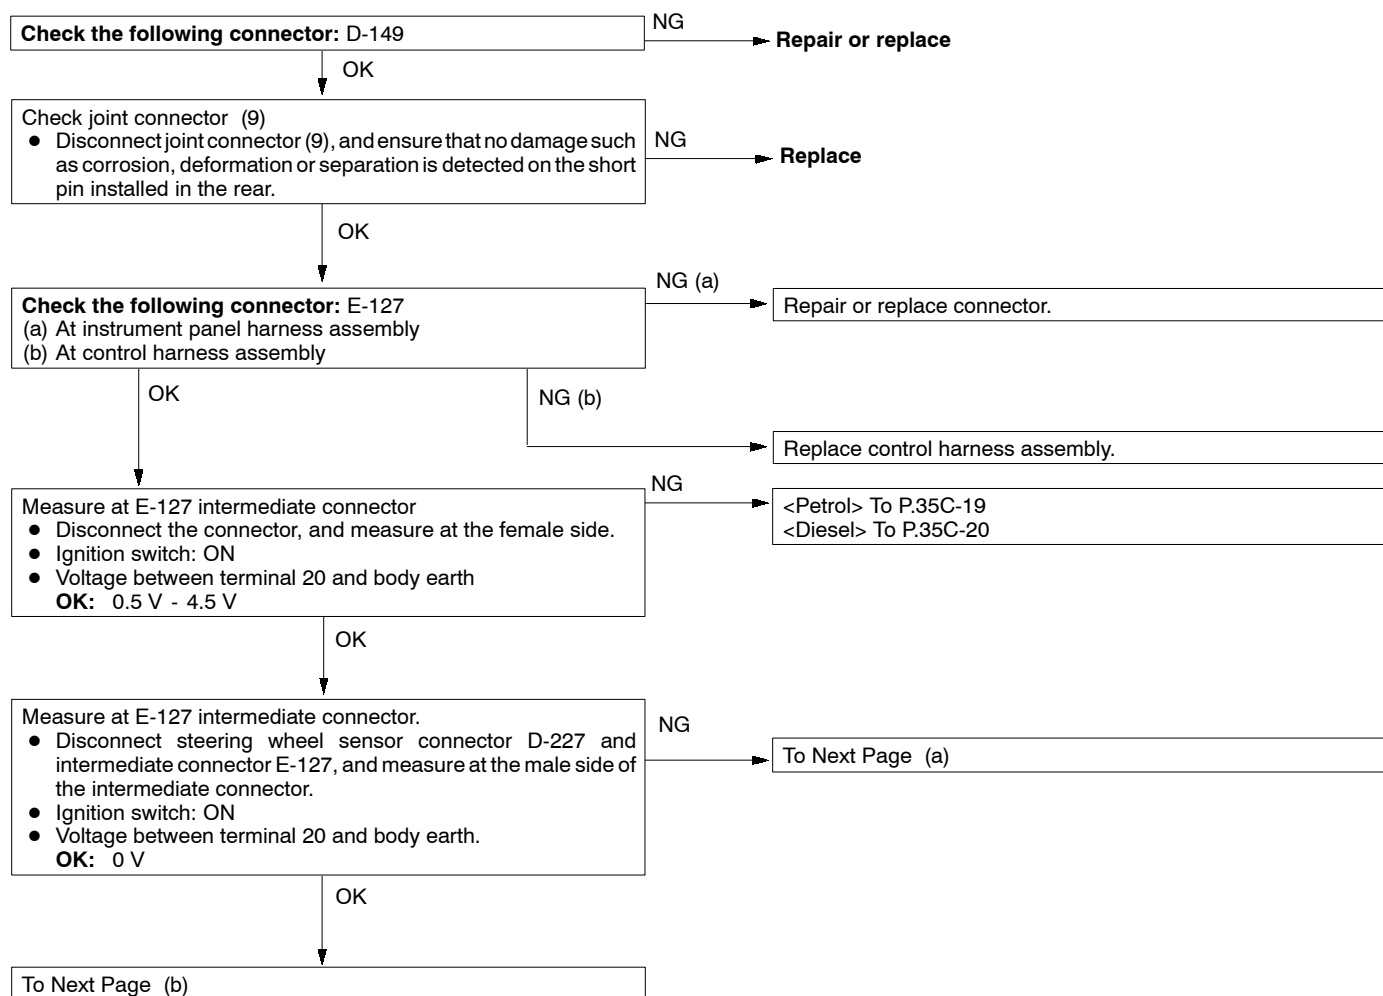 Check the following connector: D-149
NG
Repair or replace
OK
Check joint connector (9)
● Disconnect joint connector (9), and ensure that no damage such
as corrosion, deformation or separation is detected on the short
pin installed in the rear.
NG
Replace
OK
Check the following connector: E-127
(a) At instrument panel harness assembly
(b) At control harness assembly
NG (a)
Repair or replace connector.
OK
NG (b)
Replace control harness assembly.
Measure at E-127 intermediate connector
● Disconnect the connector, and measure at the female side.
● Ignition switch: ON
● Voltage between terminal 20 and body earth
OK: 0.5 V - 4.5 V
NG
<Petrol> To P.35C-19
<Diesel> To P.35C-20
OK
Measure at E-127 intermediate connector.
● Disconnect steering wheel sensor connector D-227 and
intermediate connector E-127, and measure at the male side of
the intermediate connector.
● Ignition switch: ON
● Voltage between terminal 20 and body earth.
OK: 0 V
NG
To Next Page (a)
OK
To Next Page (b)